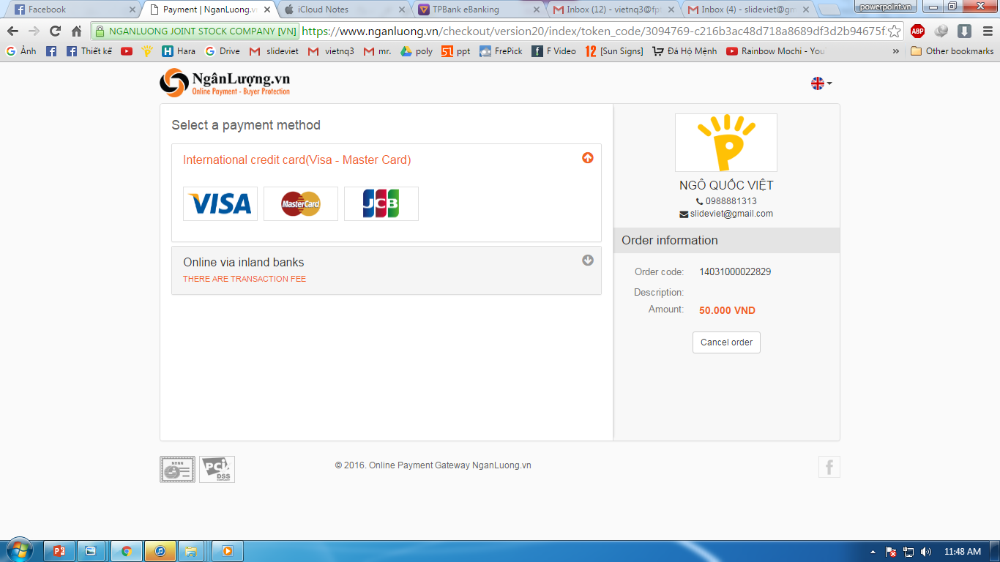 Facebook
Payment | NganLuong.v
iCloud Notes
TPBank eBanking
Inbox (12) - vietnq3@fpt
Inbox (4) - slideviet@gm
powerpoint.vn
NGANLUONG JOINT STOCK COMPANY [VN]
https://www.nganluong.vn/checkout/version20/index/token_code/3094769-c216b3ac48d718a8689df3d2b94675f
ABP
Ảnh
Thiết kế
Hara
Drive
slideviet
vietnq3
mr.
poly
ppt
FrePick
F Video
12 [Sun Signs]
Đá Hộ Mệnh
Rainbow Mochi - You
»
Other bookmarks
NgânLượng.vn
Online Payment - Buyer Protection
Select a payment method
International credit card(Visa - Master Card)
VISA
MasterCard
JCB
Online via inland banks
THERE ARE TRANSACTION FEE
P
NGÔ QUỐC VIỆT
0988881313
slideviet@gmail.com
Order information
Order code: 14031000022829
Description:
Amount: 50.000 VND
Cancel order
NHNN
PCI
DSS
© 2016. Online Payment Gateway NganLuong.vn
11:48 AM